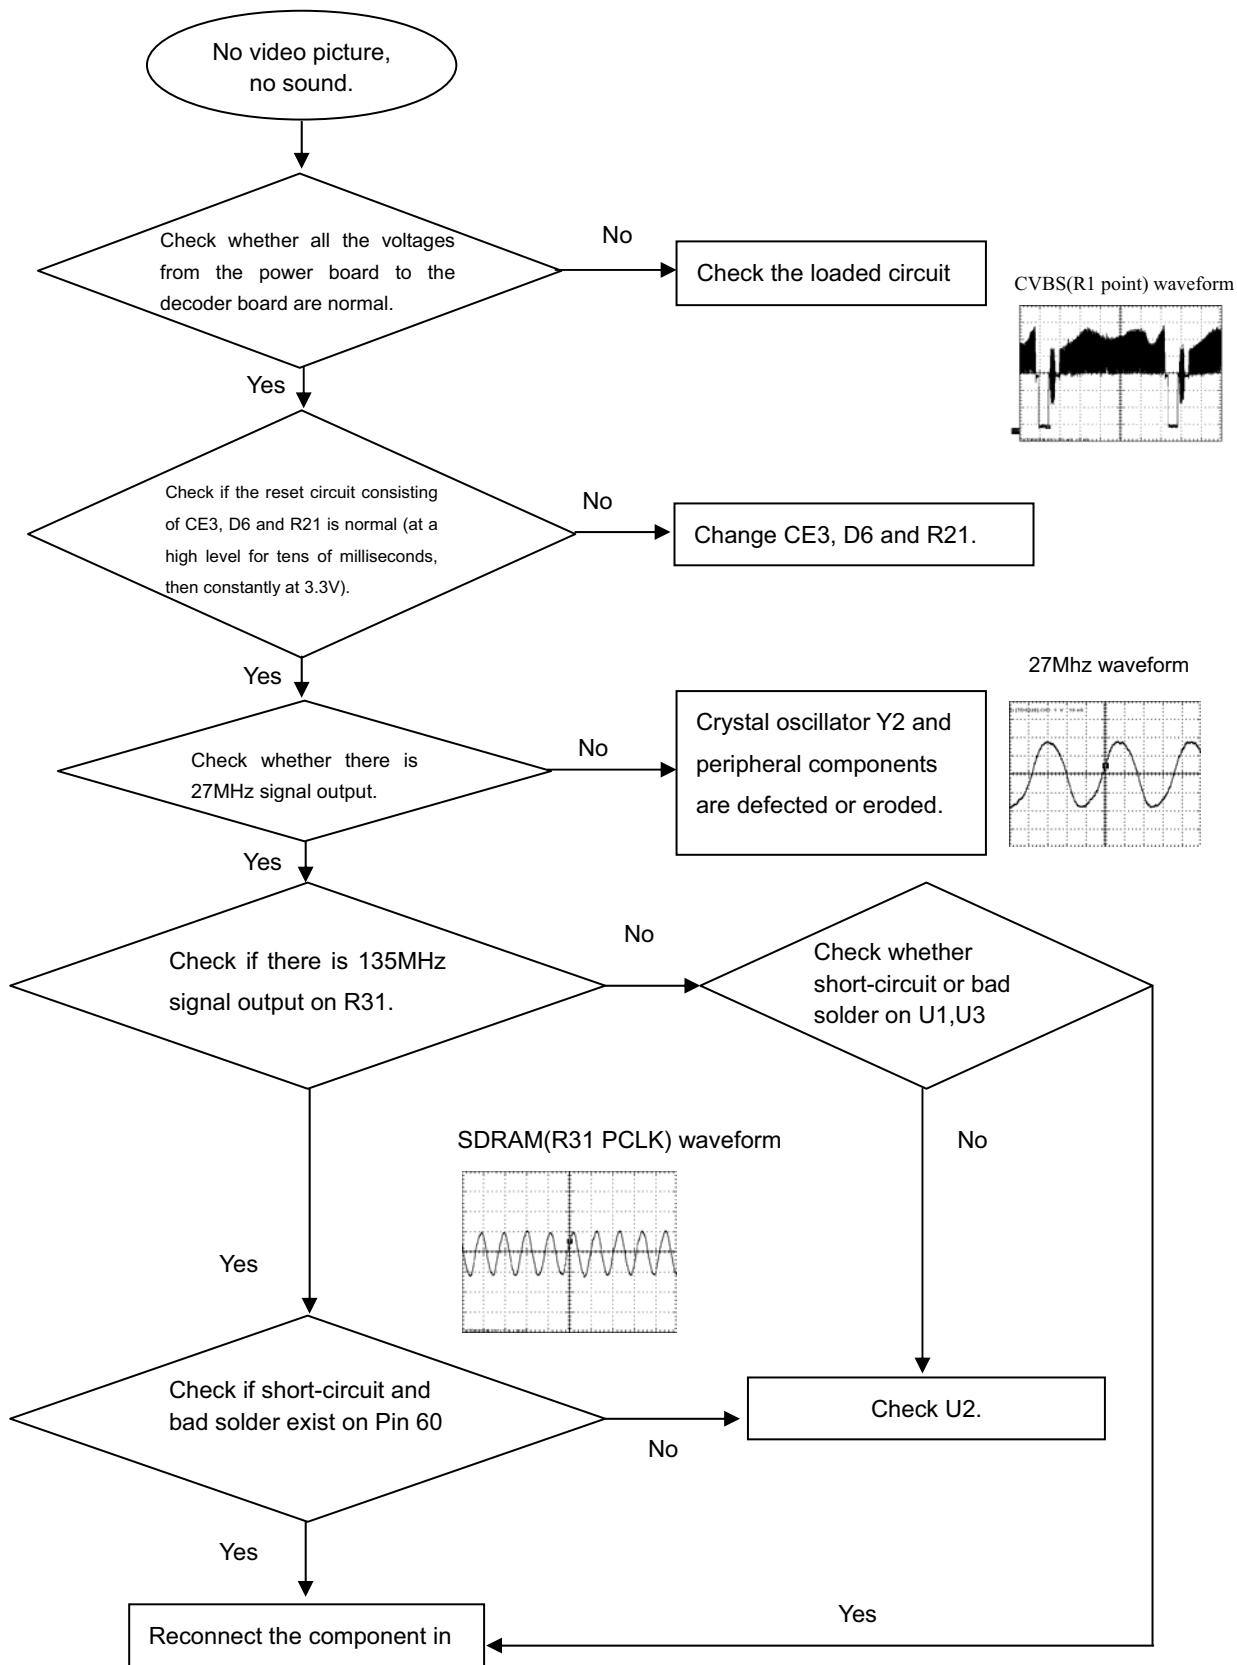 No video picture,
no sound.
Check whether all the voltages
from the power board to the
decoder board are normal.
No
Check the loaded circuit
CVBS(R1 point) waveform
Yes
Check if the reset circuit consisting
of CE3, D6 and R21 is normal (at a
high level for tens of milliseconds,
then constantly at 3.3V).
No
Change CE3, D6 and R21.
Yes
27Mhz waveform
Check whether there is
27MHz signal output.
No
Crystal oscillator Y2 and
peripheral components
are defected or eroded.
Yes
Check if there is 135MHz
signal output on R31.
No
Check whether
short-circuit or bad
solder on U1,U3
No
SDRAM(R31 PCLK) waveform
Yes
Check if short-circuit and
bad solder exist on Pin 60
No
Check U2.
Yes
Yes
Reconnect the component in